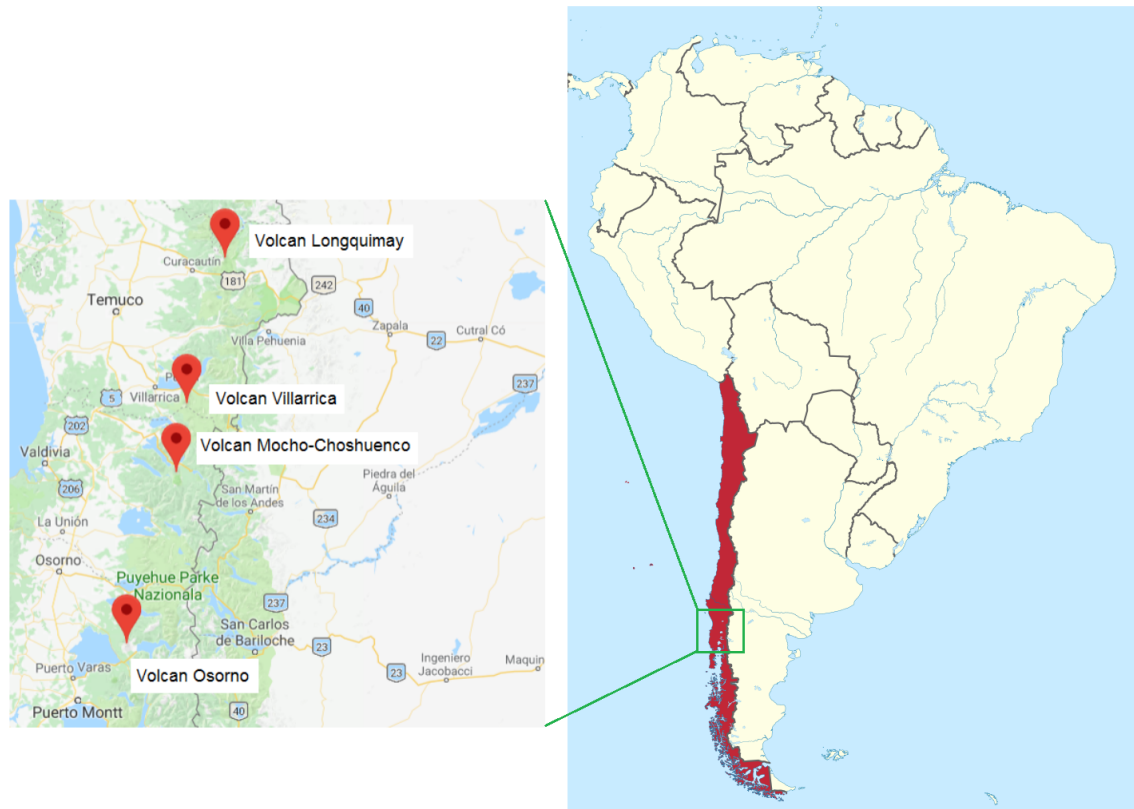 Volcan Longquimay
Curacautín
181
242
Temuco
40
Zapala
Cutral Có
Villa Pehuenia
22
237
5
Villarrica
Volcan Villarrica
202
Volcan Mocho-Choshuenco
Valdivia
206
Piedra del
Águila
San Martín
de los Andes
La Unión
234
Osorno
Puyehue Parke
Nazionala
237
San Carlos
de Bariloche
23
23
Ingeniero
Jacobacci
Maquin
Puerto Varas
Volcan Osorno
Puerto Montt
40